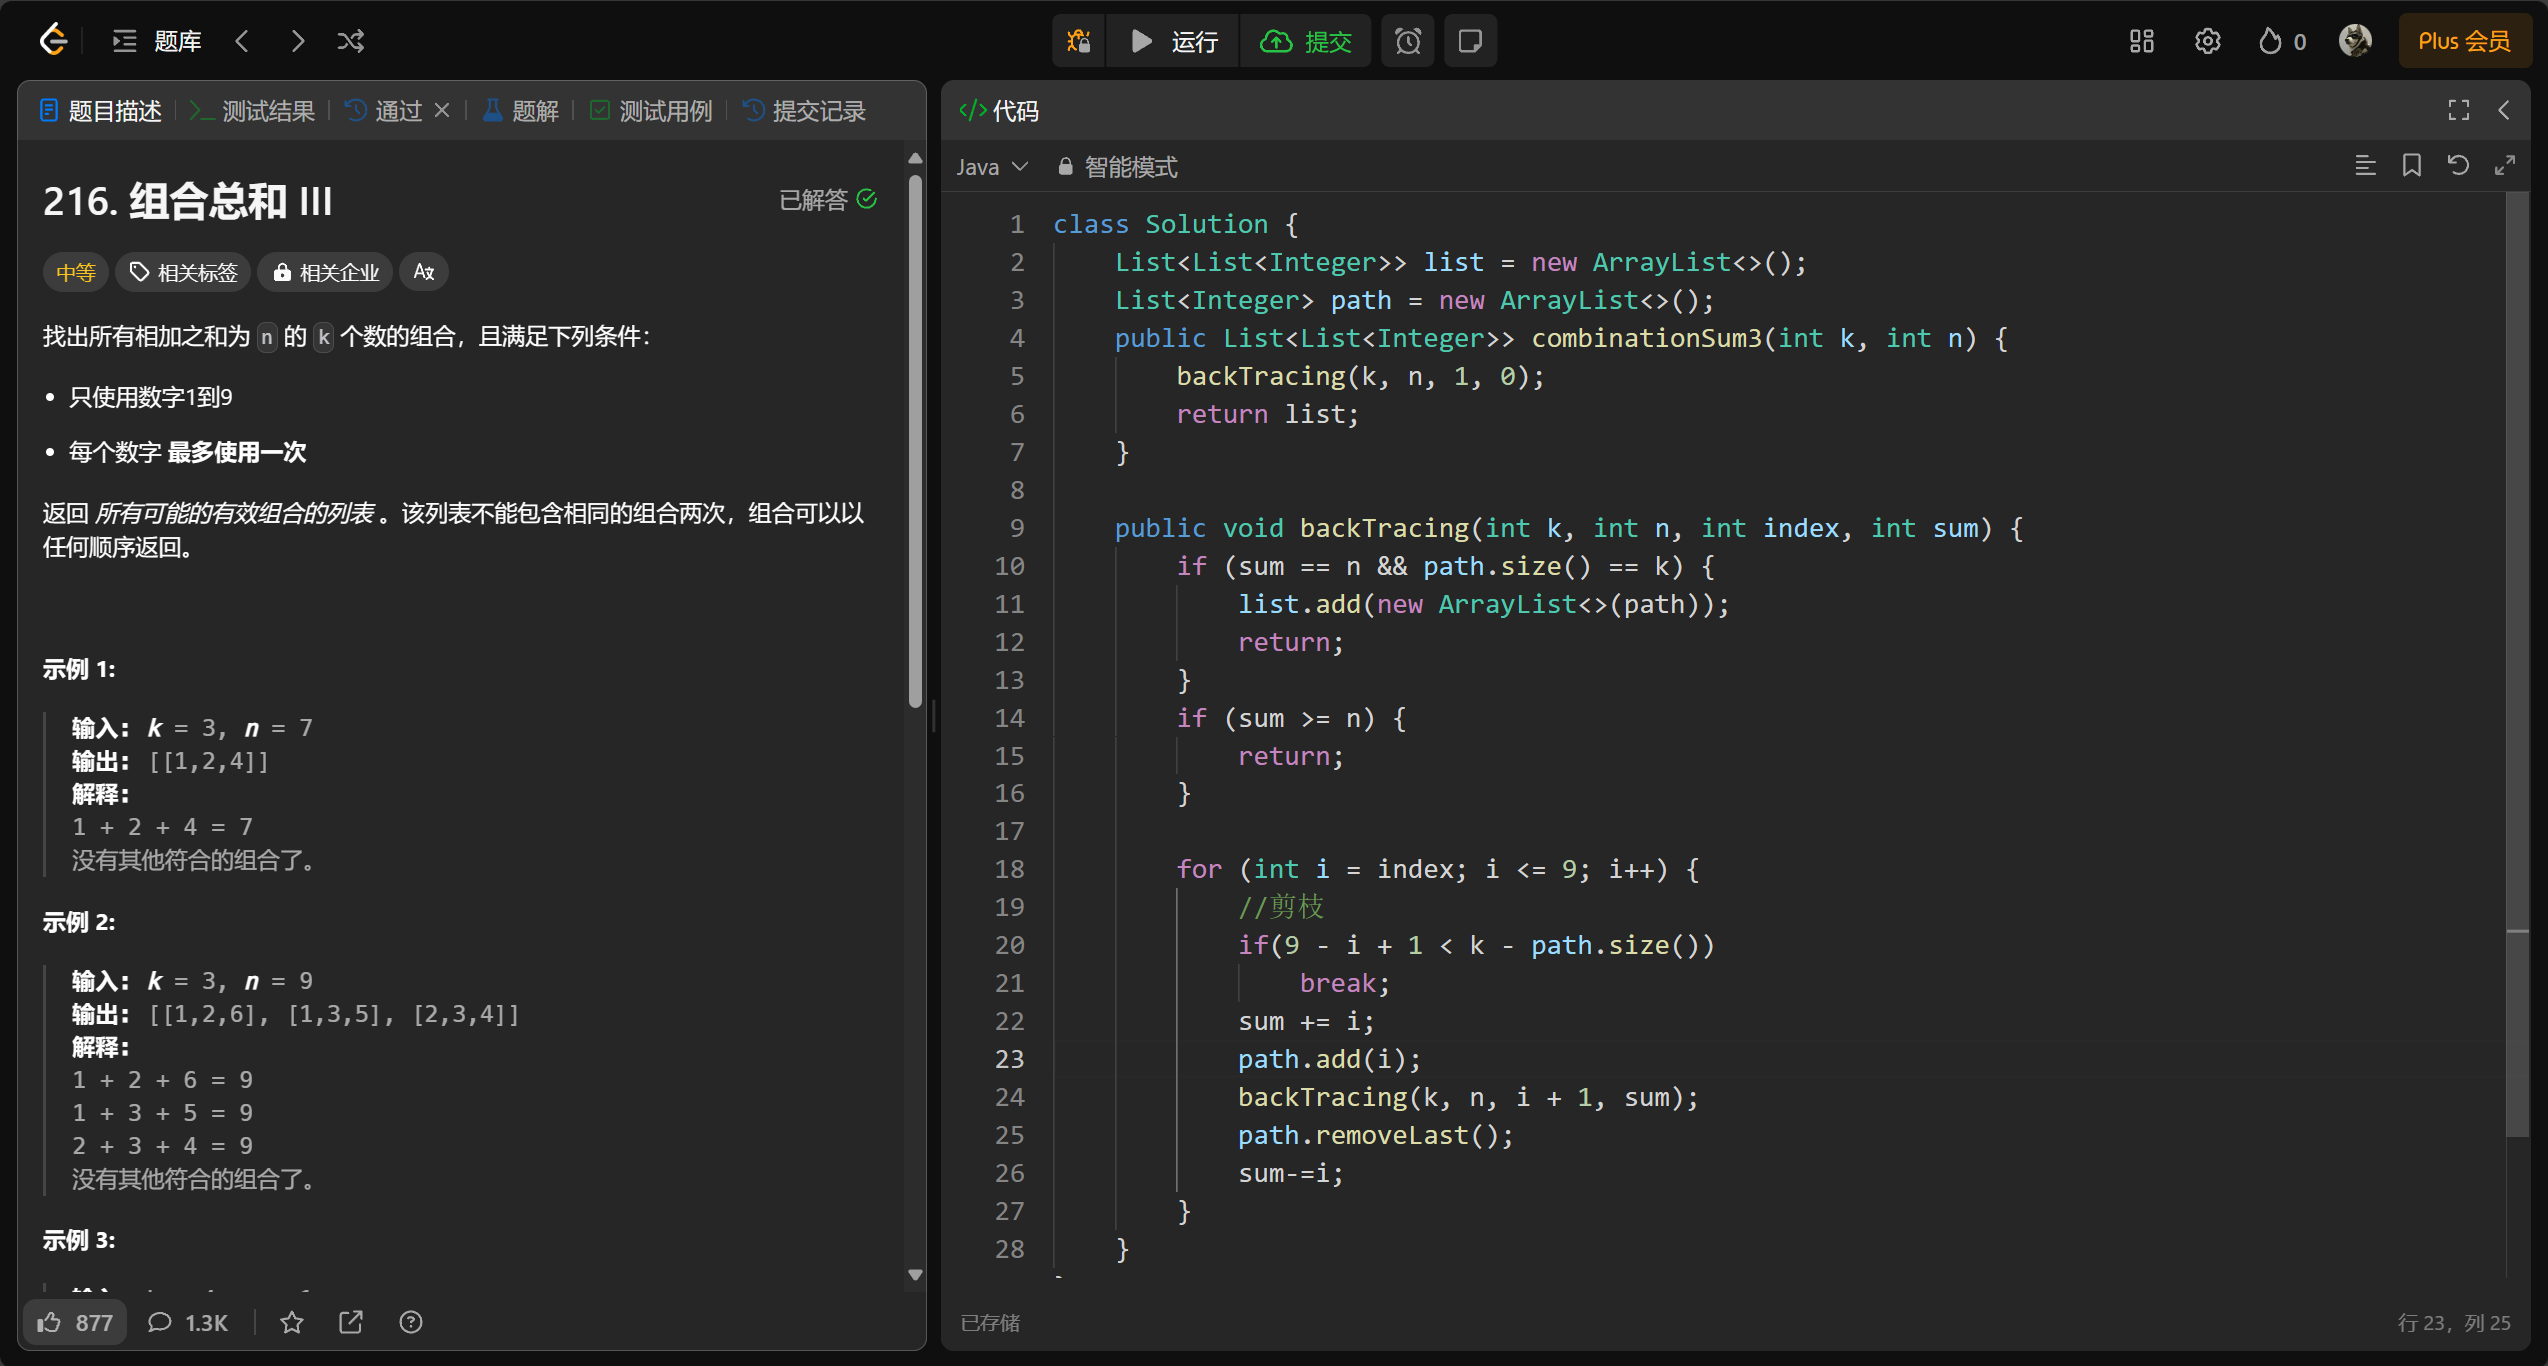 题库
运行
提交
0
Plus 会员
题目描述
测试结果
通过
题解
测试用例
提交记录
216. 组合总和 III
已解答
中等
相关标签
相关企业
找出所有相加之和为 n 的 k 个数的组合，且满足下列条件：
• 只使用数字1到9
• 每个数字 最多使用一次
返回 所有可能的有效组合的列表 。该列表不能包含相同的组合两次，组合可以以
任何顺序返回。
示例 1:
输入: k = 3, n = 7
输出: [[1,2,4]]
解释:
1 + 2 + 4 = 7
没有其他符合的组合了。
示例 2:
输入: k = 3, n = 9
输出: [[1,2,6], [1,3,5], [2,3,4]]
解释:
1 + 2 + 6 = 9
1 + 3 + 5 = 9
2 + 3 + 4 = 9
没有其他符合的组合了。
示例 3:
877
1.3K
</>代码
Java
智能模式
1 class Solution {
2     List<List<Integer>> list = new ArrayList<>();
3     List<Integer> path = new ArrayList<>();
4     public List<List<Integer>> combinationSum3(int k, int n) {
5         backTracing(k, n, 1, 0);
6         return list;
7     }
8
9     public void backTracing(int k, int n, int index, int sum) {
10         if (sum == n && path.size() == k) {
11             list.add(new ArrayList<>(path));
12             return;
13         }
14         if (sum >= n) {
15             return;
16         }
17
18         for (int i = index; i <= 9; i++) {
19             //剪枝
20             if(9 - i + 1 < k - path.size())
21                 break;
22             sum += i;
23             path.add(i);
24             backTracing(k, n, i + 1, sum);
25             path.removeLast();
26             sum-=i;
27         }
28     }
已存储
行 23，列 25